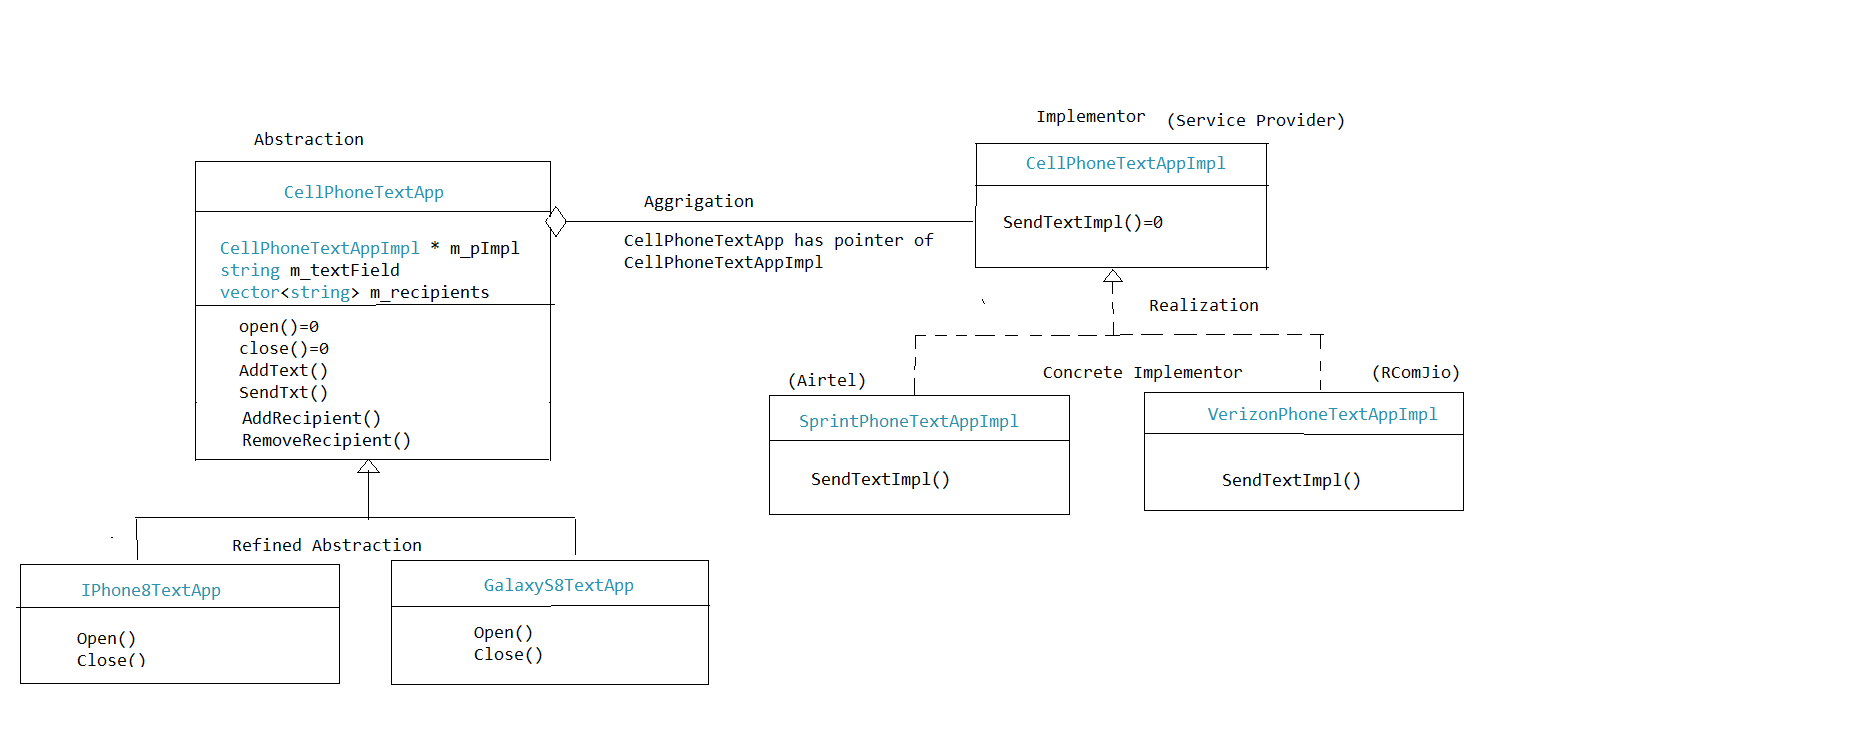 Abstraction
CellPhoneTextApp
CellPhoneTextAppImpl * m_pImpl
string m_textField
vector<string> m_recipients
open()=0
close()=0
AddText()
SendTxt()
AddRecipient()
RemoveRecipient()
Aggrigation
CellPhoneTextApp has pointer of
CellPhoneTextAppImpl
Implementor (Service Provider)
CellPhoneTextAppImpl
SendTextImpl()=0
Realization
Concrete Implementor
(Airtel)
SprintPhoneTextAppImpl
SendTextImpl()
(RComJio)
VerizonPhoneTextAppImpl
SendTextImpl()
Refined Abstraction
IPhone8TextApp
Open()
Close()
GalaxyS8TextApp
Open()
Close()